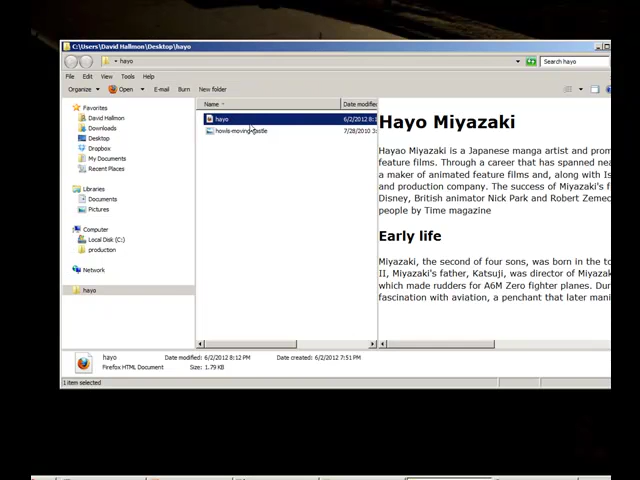 C:\Users\David Hallmon\Desktop\hayo
hayo
Search hayo
File Edit View Tools Help
Organize Open E-mail Burn New folder
Name
Date modified
Favorites
David Hallmon
Downloads
Desktop
Dropbox
My Documents
Recent Places
Libraries
Documents
Pictures
Computer
Local Disk (C:)
production
Network
hayo
hayo 6/2/2012 8:1
7/28/2010 3:
Hayo Miyazaki
Hayao Miyazaki is a Japanese manga artist and prom
feature films. Through a career that has spanned nea
a maker of animated feature films and, along with Is
and production company. The success of Miyazaki's f
Disney, British animator Nick Park and Robert Zemec
people by Time magazine
Early life
Miyazaki, the second of four sons, was born in the to
II, Miyazaki's father, Katsuji, was director of Miyazak
which made rudders for A6M Zero fighter planes. Dur
fascination with aviation, a penchant that later mani
hayo Date modified: 6/2/2012 8:12 PM Date created: 6/2/2012 7:51 PM
Firefox HTML Document Size: 1.79 KB
1 item selected